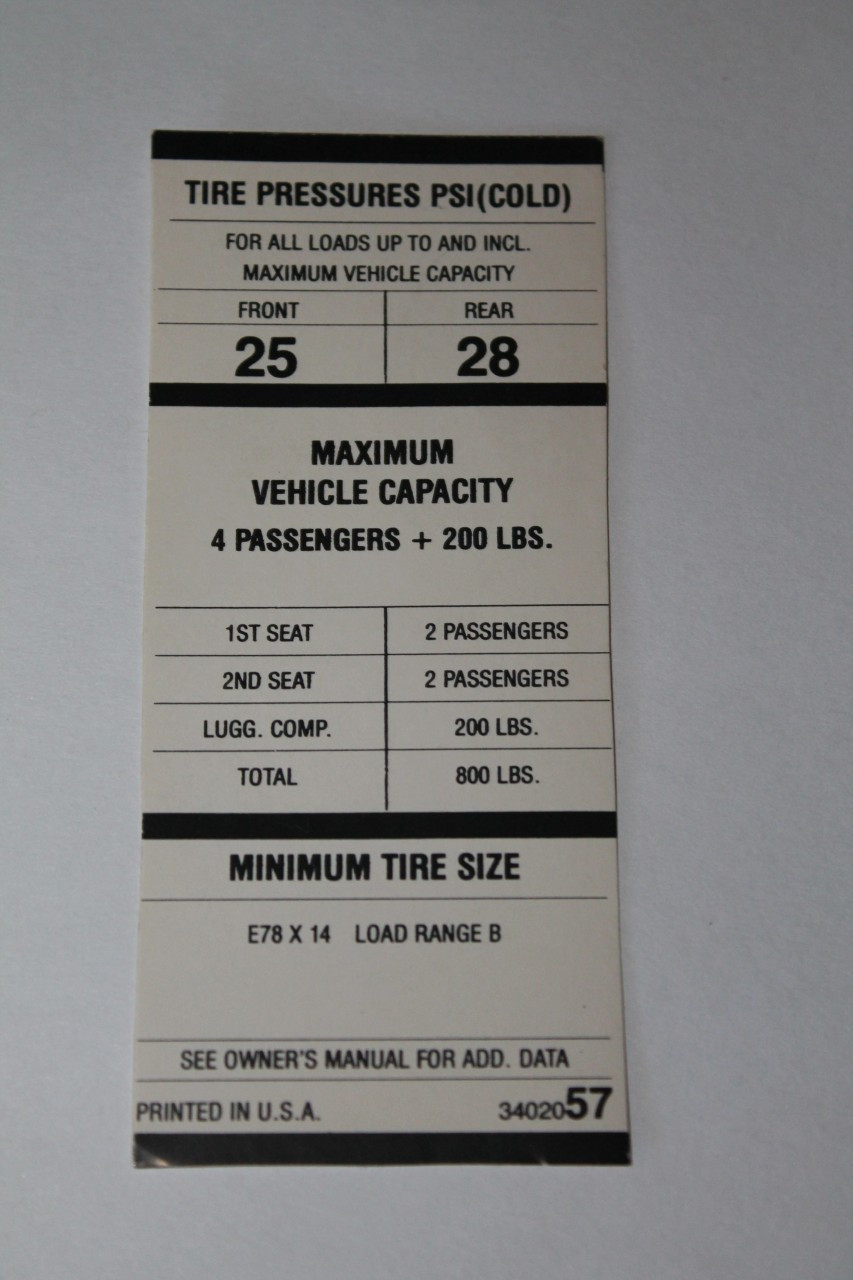 TIRE PRESSURES PSI(COLD)
FOR ALL LOADS UP TO AND INCL.
MAXIMUM VEHICLE CAPACITY
FRONT REAR
25 28
MAXIMUM
VEHICLE CAPACITY
4 PASSENGERS + 200 LBS.
1ST SEAT 2 PASSENGERS
2ND SEAT 2 PASSENGERS
LUGG. COMP. 200 LBS.
TOTAL 800 LBS.
MINIMUM TIRE SIZE
E78 X 14 LOAD RANGE B
SEE OWNER'S MANUAL FOR ADD. DATA
PRINTED IN U.S.A. 3402057